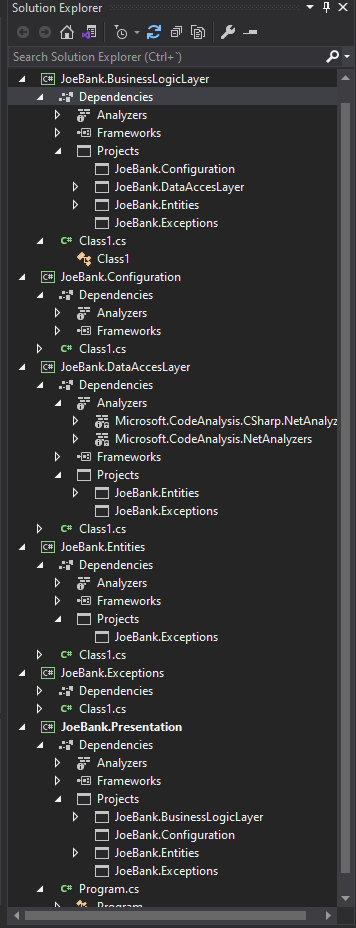 Solution Explorer
Search Solution Explorer (Ctrl+`)
C# JoeBank.BusinessLogicLayer
Dependencies
Analyzers
Frameworks
Projects
JoeBank.Configuration
JoeBank.DataAccesLayer
JoeBank.Entities
JoeBank.Exceptions
C# Class1.cs
Class1
C# JoeBank.Configuration
Dependencies
Analyzers
Frameworks
C# Class1.cs
C# JoeBank.DataAccesLayer
Dependencies
Analyzers
Microsoft.CodeAnalysis.CSharp.NetAnalyz
Microsoft.CodeAnalysis.NetAnalyzers
Frameworks
Projects
JoeBank.Entities
JoeBank.Exceptions
C# Class1.cs
C# JoeBank.Entities
Dependencies
Analyzers
Frameworks
Projects
JoeBank.Exceptions
C# Class1.cs
C# JoeBank.Exceptions
Dependencies
C# Class1.cs
C# JoeBank.Presentation
Dependencies
Analyzers
Frameworks
Projects
JoeBank.BusinessLogicLayer
JoeBank.Configuration
JoeBank.Entities
JoeBank.Exceptions
C# Program.cs
Program